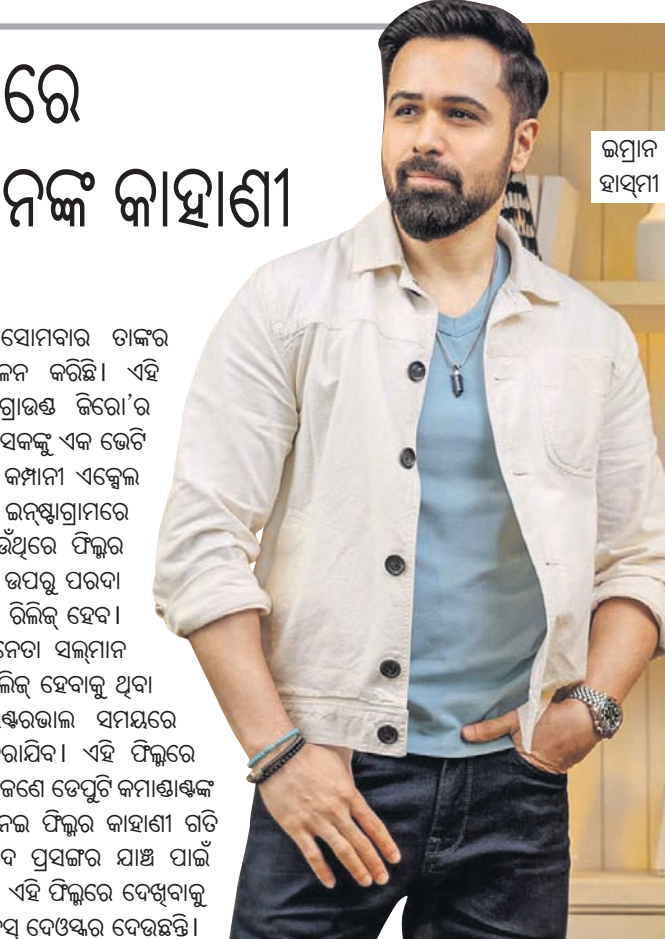 ରେ
ନଙ୍କ କାହାଣୀ
ଇମ୍ରାନ
ହାସ୍‌ମୀ
ସୋମବାର ତାଙ୍କର
ଳନ କରିଛି। ଏହି
ଗ୍ରାଉଣ୍ଡ ଜିରୋ’ର
ସକଙ୍କୁ ଏକ ଭେଟି
କମ୍ପାନୀ ଏକ୍ସେଲ
ଇନ୍‌ଷ୍ଟାଗ୍ରାମରେ
ଉଁଥିରେ ଫିଲ୍ମର
ଉପରୁ ପରଦା
ରିଲିଜ୍ ହେବ।
ନେତା ସଲ୍‌ମାନ
ଲିଜ୍ ହେବାକୁ ଥିବା
ଣ୍ଟରଭାଲ ସମୟରେ
ରାଯିବ। ଏହି ଫିଲ୍ମରେ
ଜଣେ ଡେପୁଟି କମାଣ୍ଡାଣ୍ଟଙ୍କ
ନେଇ ଫିଲ୍ମର କାହାଣୀ ଗତି
ଦ ପ୍ରସଙ୍ଗର ଯାଞ୍ଚ ପାଇଁ
ଏହି ଫିଲ୍ମରେ ଦେଖିବାକୁ
ସ୍ ଦେଓସ୍କର ଦେଉଛନ୍ତି।